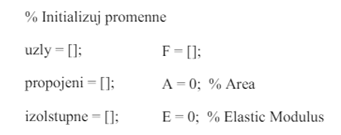 % Initializuj promenne
uzly = []; F = [];
propojeni = []; A = 0; % Area
izolstupne = []; E = 0; % Elastic Modulus